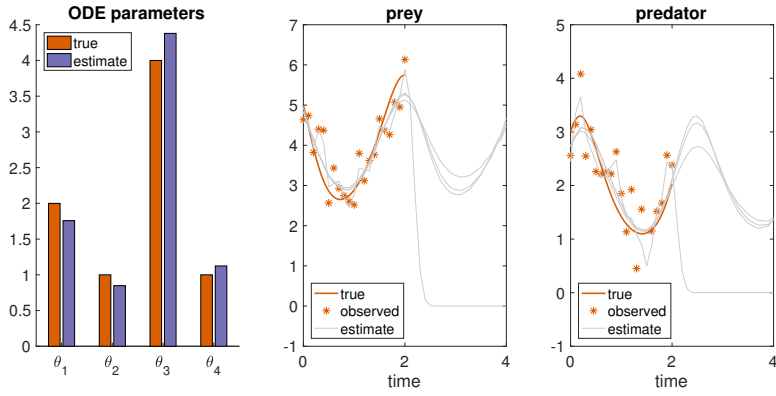 ODE parameters
4.5
4
3.5
3
2.5
2
1.5
1
0.5
0
true
estimate
θ1
θ2
θ3
θ4
prey
7
6
5
4
3
2
1
0
-1
true
observed
estimate
0
2
4
time
predator
5
4
3
2
1
0
-1
true
observed
estimate
0
1
2
3
4
time